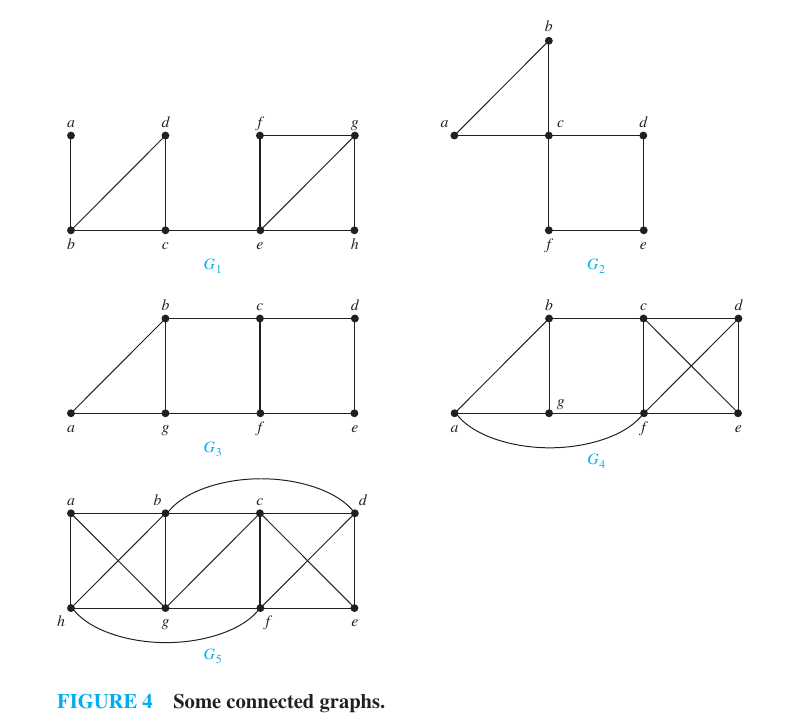 b
a d f g
a c d
b c e h
f e
G1 G2
b c d
b c d
a g f e
g
a f e
G3
G4
a b c d
h g f e
G5
FIGURE 4 Some connected graphs.